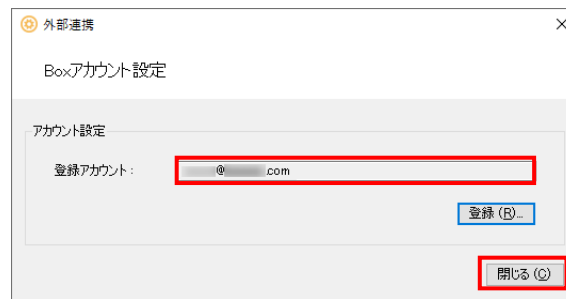 外部連携
Boxアカウント設定
アカウント設定
登録アカウント：
@ .com
登録 (R)...
閉じる (C)